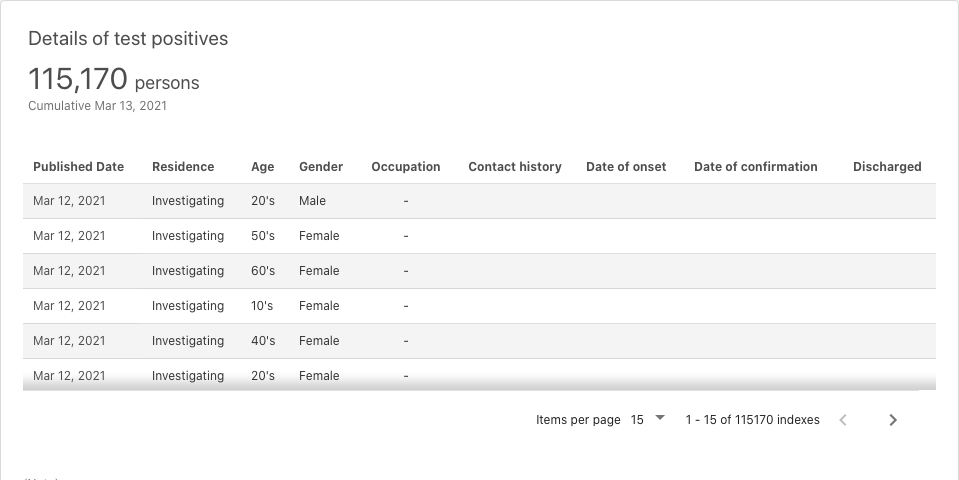 Details of test positives
115,170 persons
Cumulative Mar 13, 2021
Published Date Residence Age Gender Occupation Contact history Date of onset Date of confirmation Discharged
Mar 12, 2021 Investigating 20's Male -
Mar 12, 2021 Investigating 50's Female -
Mar 12, 2021 Investigating 60's Female -
Mar 12, 2021 Investigating 10's Female -
Mar 12, 2021 Investigating 40's Female -
Mar 12, 2021 Investigating 20's Female -
Items per page 15 1 - 15 of 115170 indexes